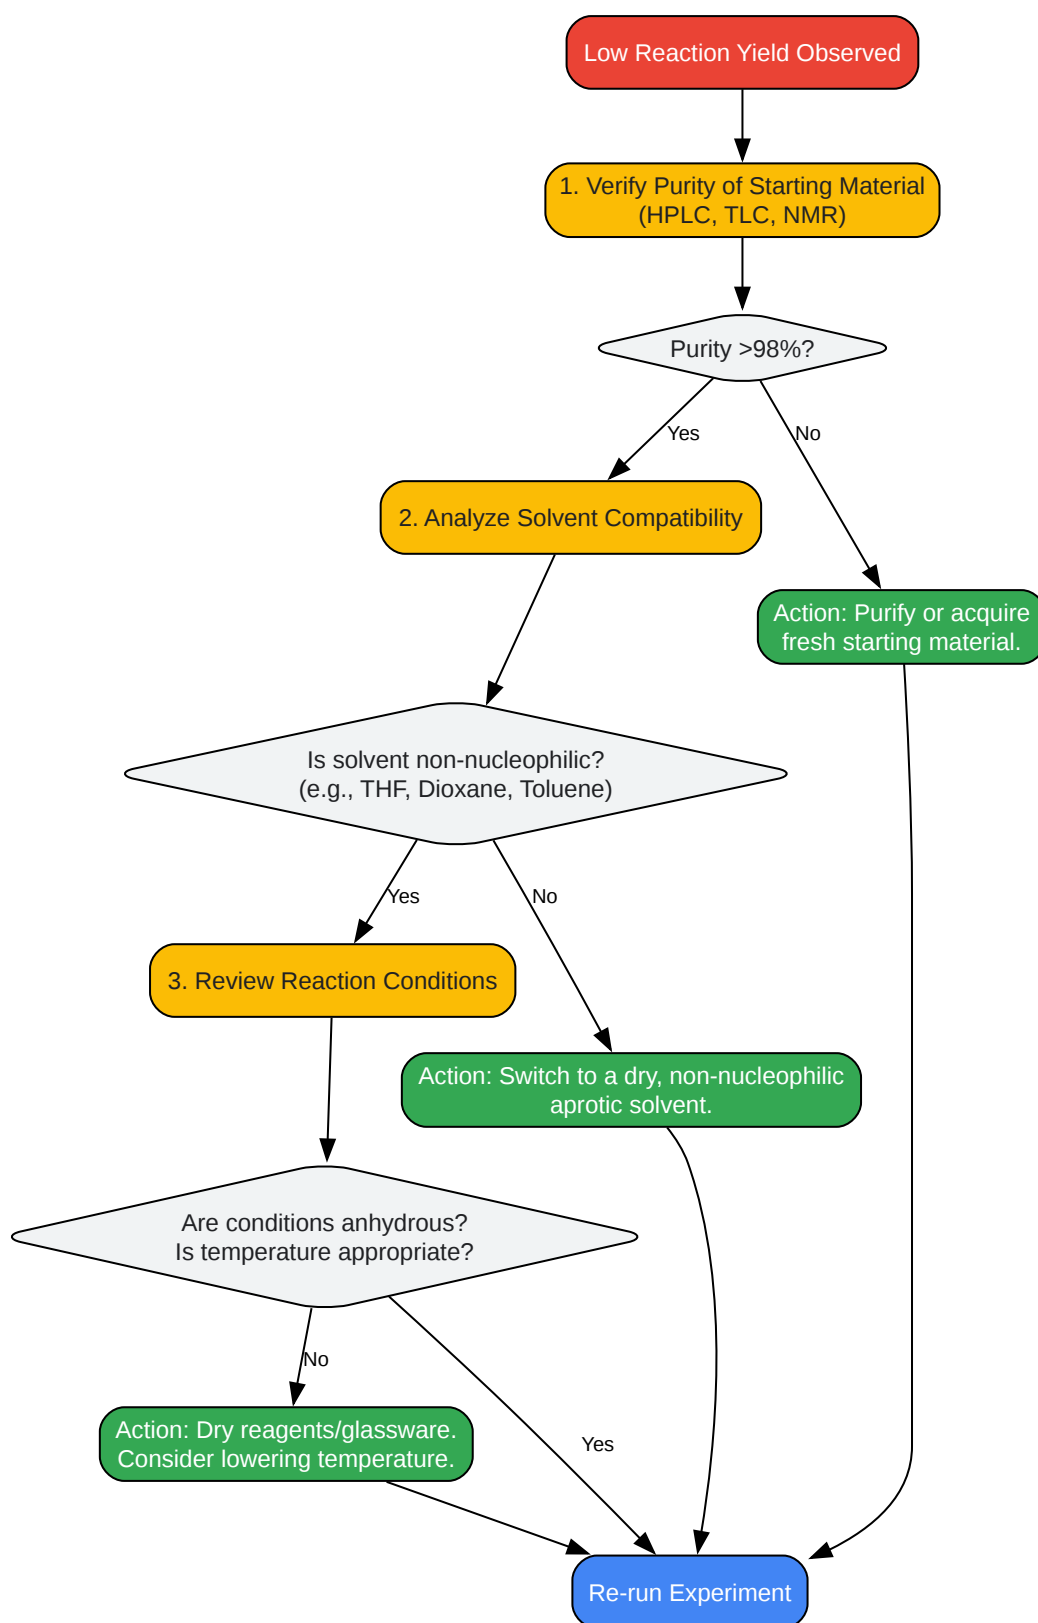 Low Reaction Yield Observed
1. Verify Purity of Starting Material
(HPLC, TLC, NMR)
Purity >98%?
Yes
No
2. Analyze Solvent Compatibility
Action: Purify or acquire
fresh starting material.
Is solvent non-nucleophilic?
(e.g., THF, Dioxane, Toluene)
Yes
No
3. Review Reaction Conditions
Action: Switch to a dry, non-nucleophilic
aprotic solvent.
Are conditions anhydrous?
Is temperature appropriate?
No
Yes
Action: Dry reagents/glassware.
Consider lowering temperature.
Re-run Experiment